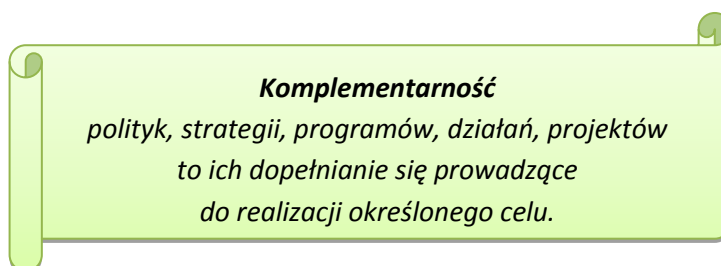 Komplementarność
polityk, strategii, programów, działań, projektów
to ich dopełnianie się prowadzące
do realizacji określonego celu.